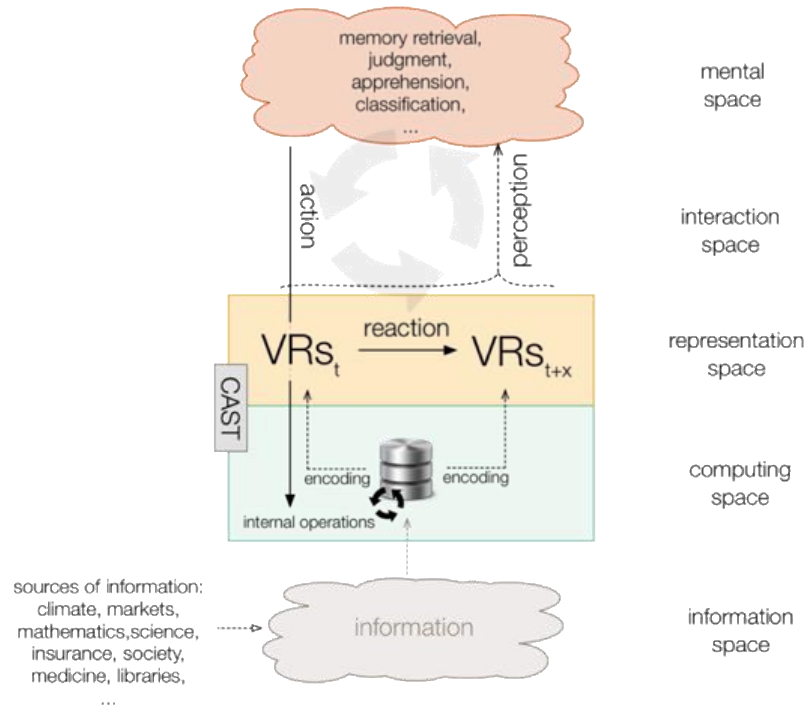 memory retrieval,
judgment,
apprehension,
classification,
...
mental
space
action
perception
interaction
space
VRst
reaction
VRst+x
representation
space
CAST
encoding
encoding
internal operations
computing
space
sources of information:
climate, markets,
mathematics,science,
insurance, society,
medicine, libraries,
...
information
information
space